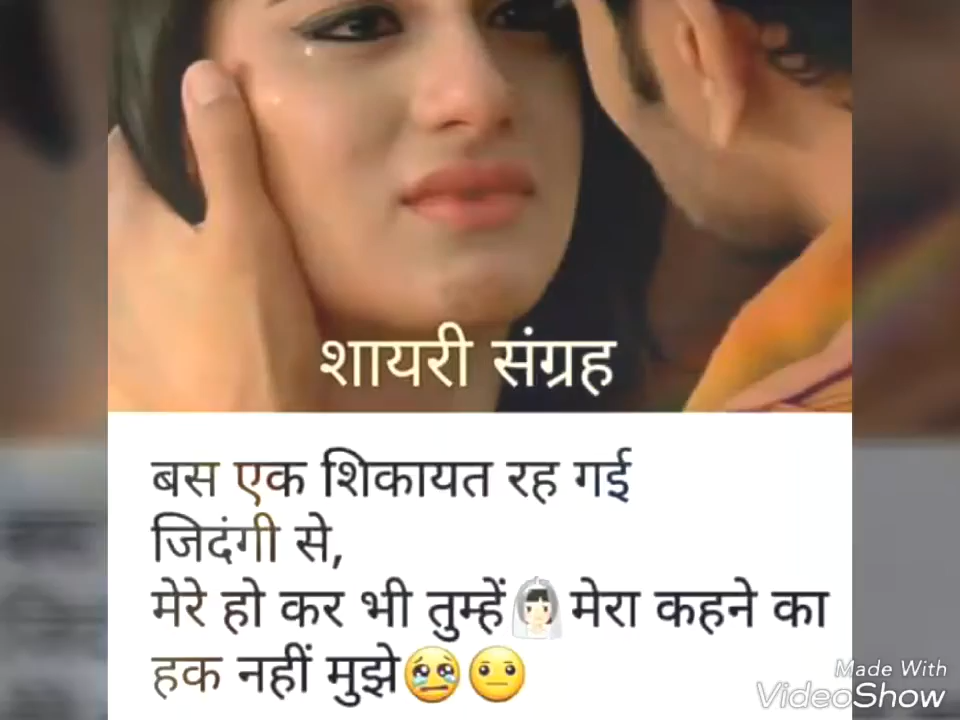 शायरी संग्रह
बस एक शिकायत रह गई
जिदंगी से,
मेरे हो कर भी तुम्हें👰🏻मेरा कहने का
हक नहीं मुझे😢😐
Made With
VideoShow